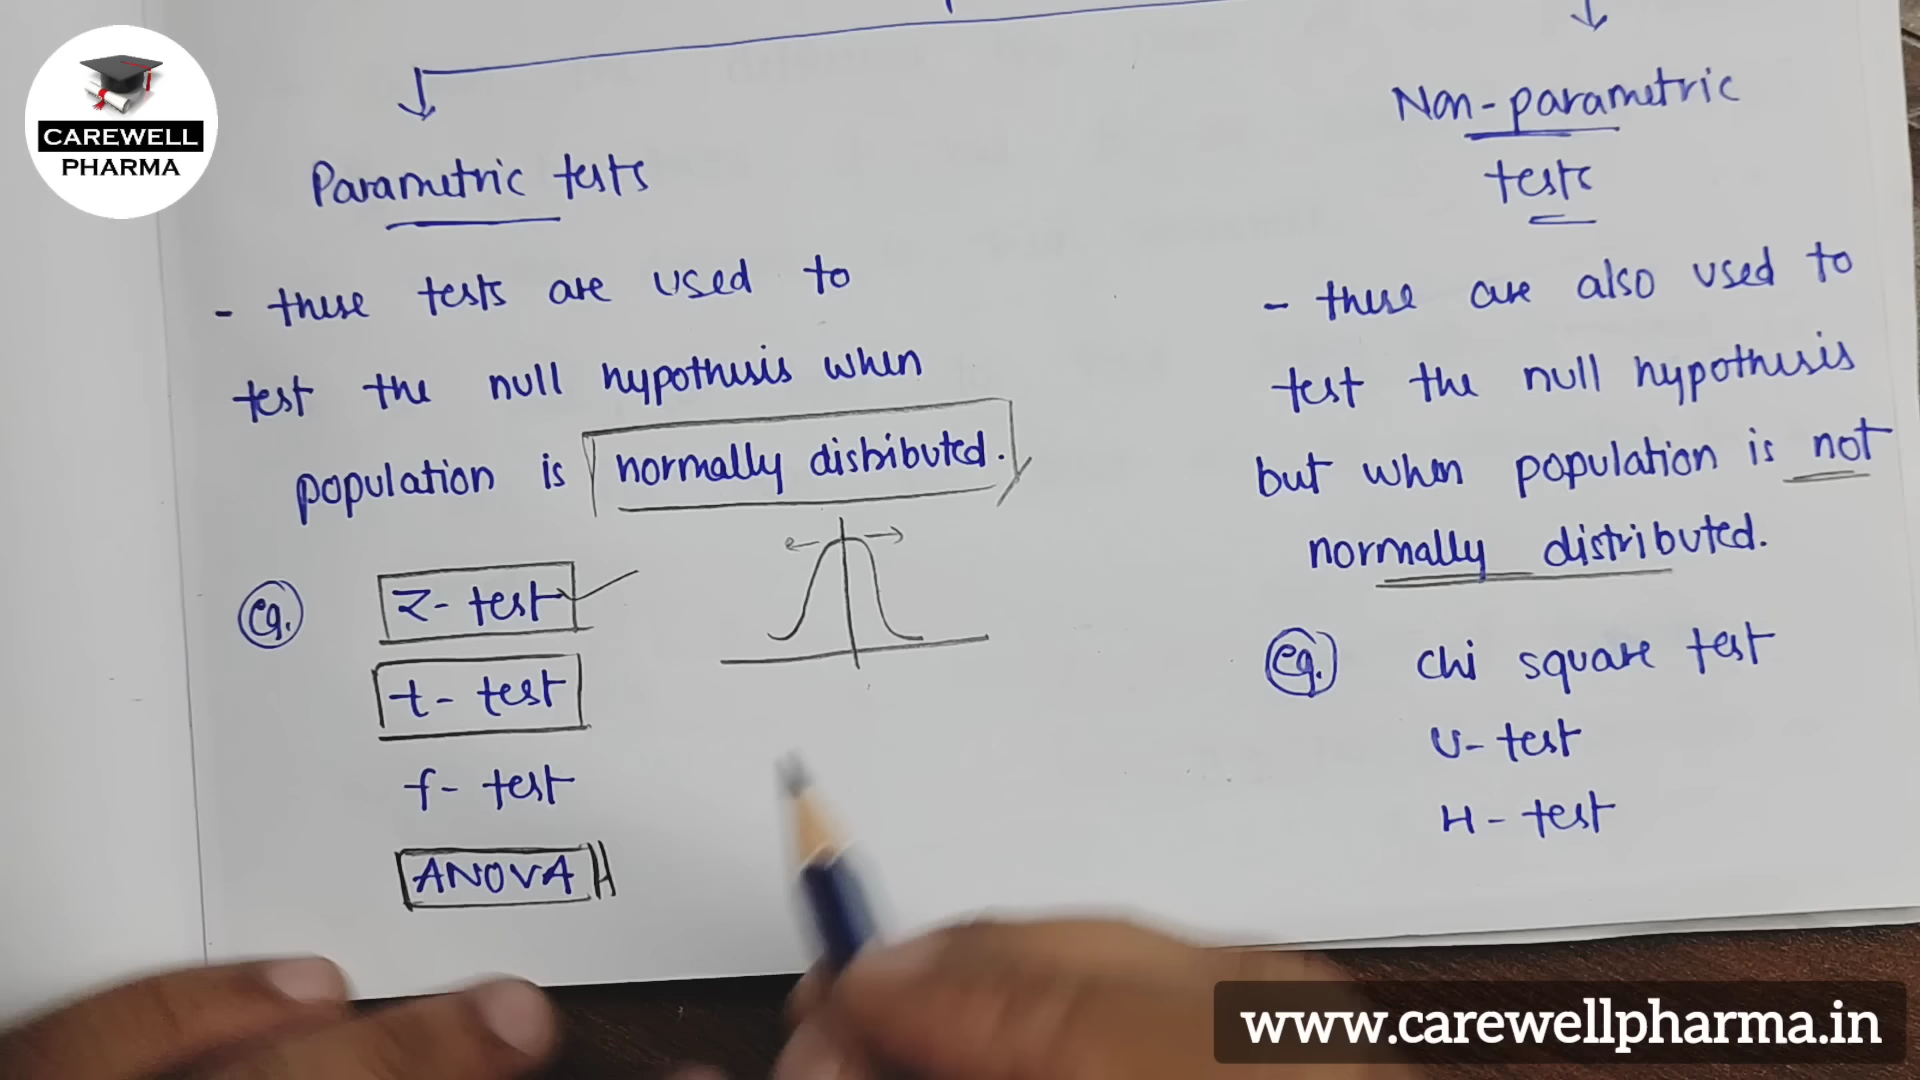 CAREWELL
PHARMA
Parametric tests
- these tests are used to
test the null hypothesis when
population is normally distributed.
eg. z- test
t- test
f- test
ANOVA
Non-parametric
tests
- these are also used to
test the null hypothesis
but when population is not
normally distributed.
eg. chi square test
U- test
H- test
www.carewellpharma.in